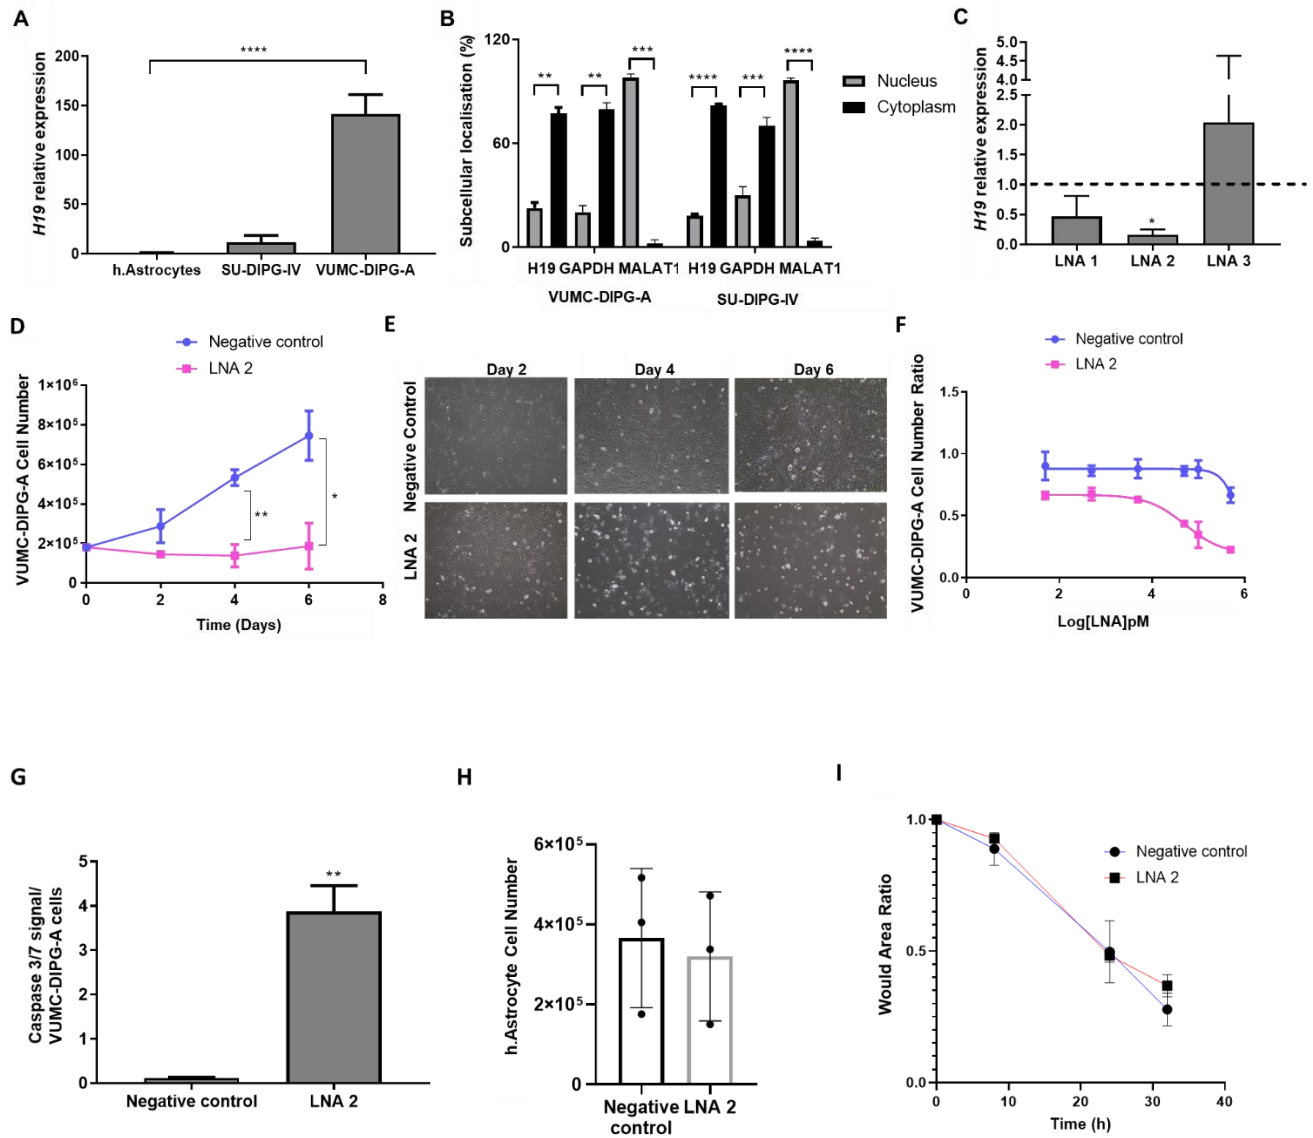 A
H19 relative expression
200
150
100
50
0
****
h.Astrocytes SU-DIPG-IV VUMC-DIPG-A
B
Subcellular localisation (%)
120
60
0
** ** *** **** *** ****
Nucleus
Cytoplasm
H19 GAPDH MALAT1 H19 GAPDH MALAT1
VUMC-DIPG-A SU-DIPG-IV
C
H19 relative expression
5.0
4.5
4.0
2.5
2.0
1.5
1.0
0.5
0.0
*
LNA 1 LNA 2 LNA 3
D
Negative control
LNA 2
VUMC-DIPG-A Cell Number
1×10⁶
8×10⁵
6×10⁵
4×10⁵
2×10⁵
0
**
*
0 2 4 6 8
Time (Days)
E
Day 2 Day 4 Day 6
Negative Control
LNA 2
F
Negative control
LNA 2
VUMC-DIPG-A Cell Number Ratio
1.5
1.0
0.5
0.0
0 2 4 6
Log[LNA]pM
G
Caspase 3/7 signal/
VUMC-DIPG-A cells
5
4
3
2
1
0
**
Negative control LNA 2
H
h.Astrocyte Cell Number
6×10⁵
4×10⁵
2×10⁵
0
Negative LNA 2
control
I
Would Area Ratio
1.0
0.5
0.0
Negative control
LNA 2
0 10 20 30 40
Time (h)